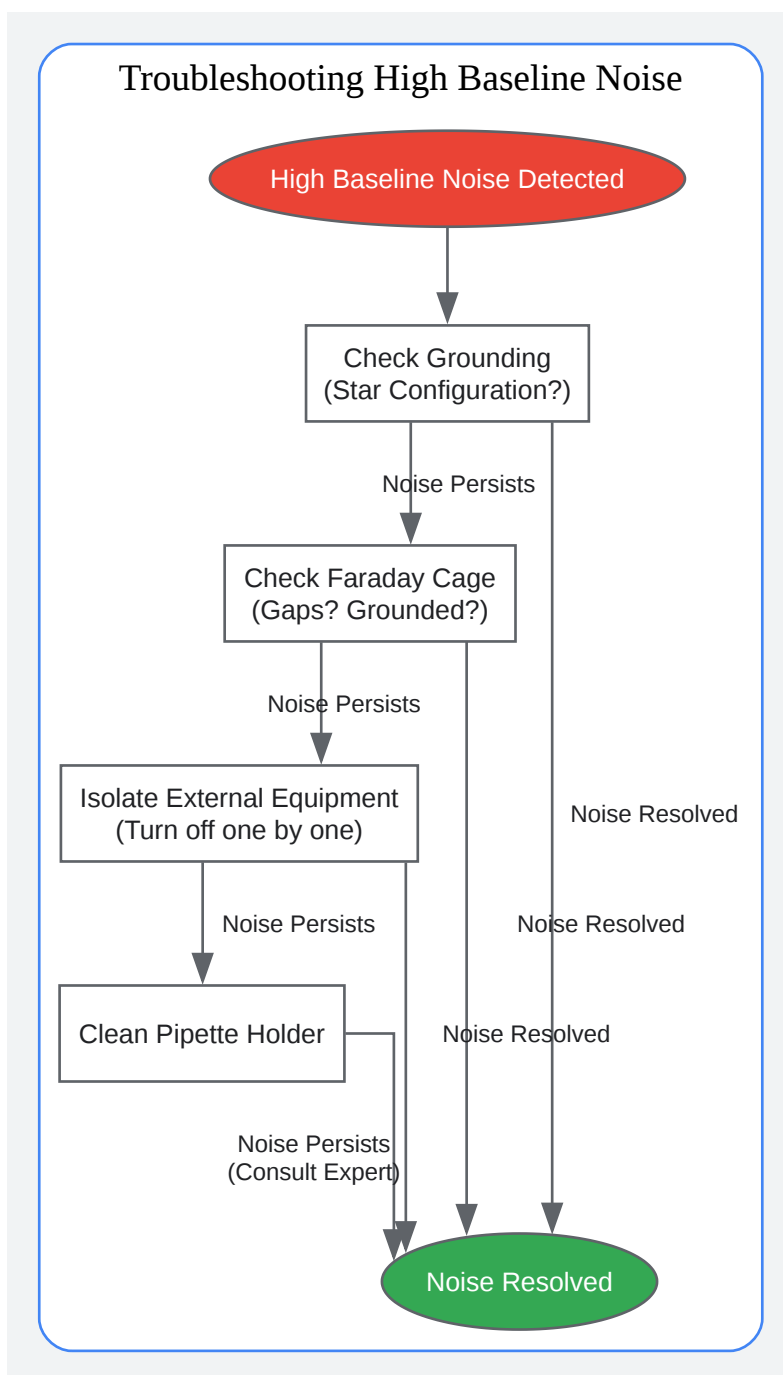 Troubleshooting High Baseline Noise
High Baseline Noise Detected
Check Grounding
(Star Configuration?)
Noise Persists
Check Faraday Cage
(Gaps? Grounded?)
Noise Persists
Isolate External Equipment
(Turn off one by one)
Noise Resolved
Noise Persists
Noise Resolved
Clean Pipette Holder
Noise Resolved
Noise Persists
(Consult Expert)
Noise Resolved